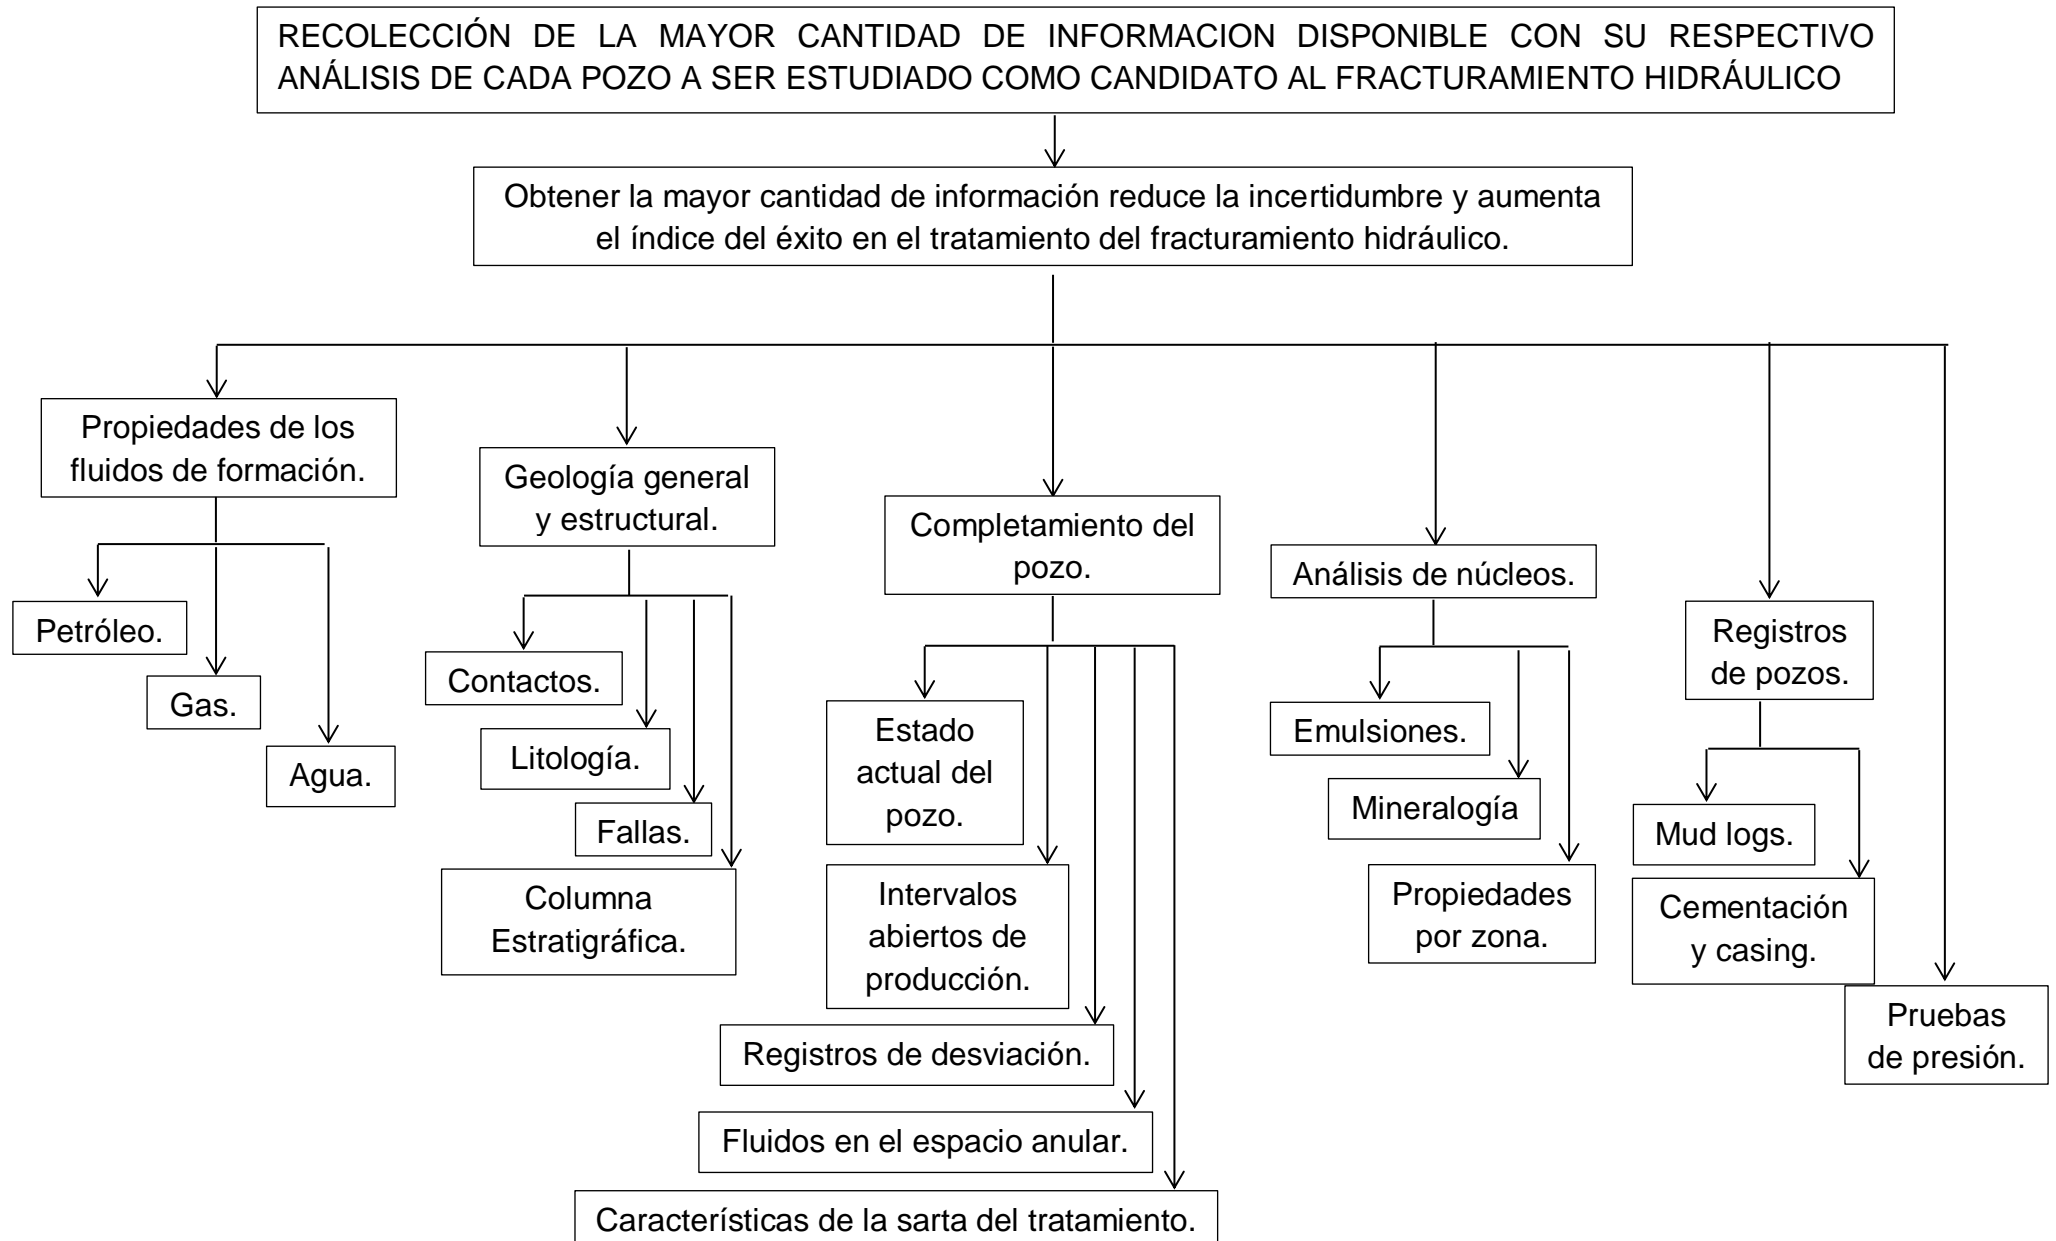 RECOLECCIÓN DE LA MAYOR CANTIDAD DE INFORMACION DISPONIBLE CON SU RESPECTIVO
ANÁLISIS DE CADA POZO A SER ESTUDIADO COMO CANDIDATO AL FRACTURAMIENTO HIDRÁULICO
Obtener la mayor cantidad de información reduce la incertidumbre y aumenta
el índice del éxito en el tratamiento del fracturamiento hidráulico.
Propiedades de los
fluidos de formación.
Petróleo.
Gas.
Agua.
Geología general
y estructural.
Contactos.
Litología.
Fallas.
Columna
Estratigráfica.
Completamiento del
pozo.
Estado
actual del
pozo.
Intervalos
abiertos de
producción.
Registros de desviación.
Fluidos en el espacio anular.
Características de la sarta del tratamiento.
Análisis de núcleos.
Emulsiones.
Mineralogía
Propiedades
por zona.
Registros
de pozos.
Mud logs.
Cementación
y casing.
Pruebas
de presión.